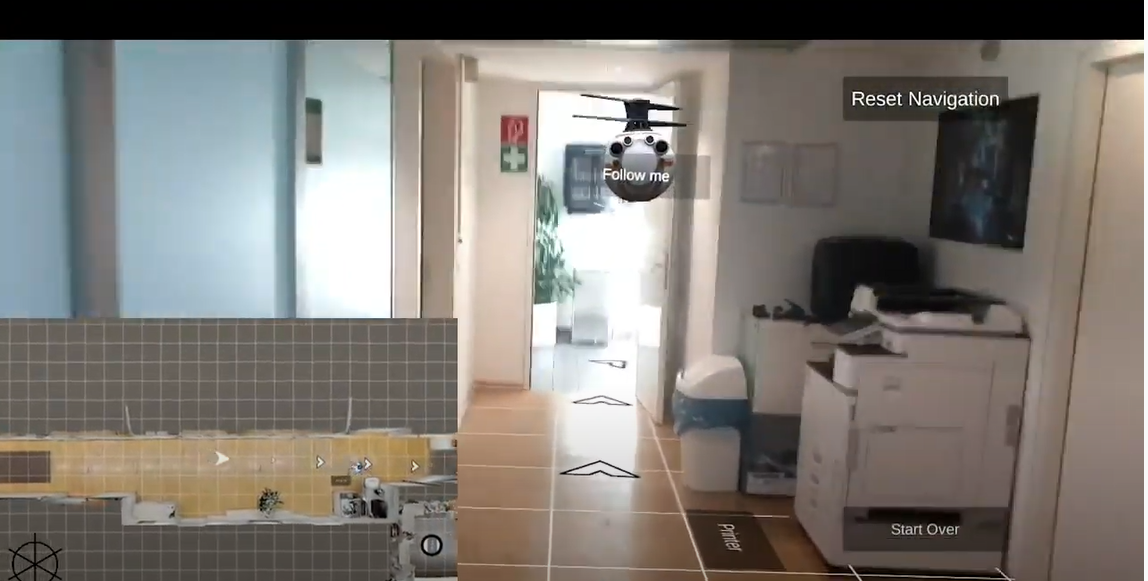 Reset Navigation
Follow me
Start Over
Printer